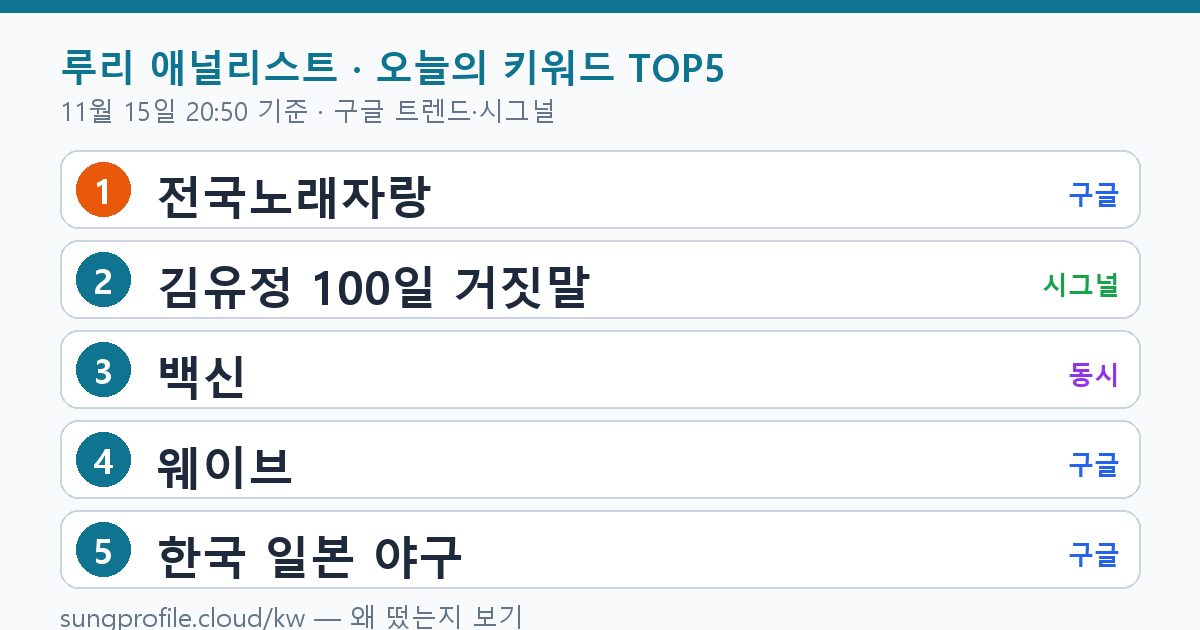 루리 애널리스트 · 오늘의 키워드 TOP5
11월 15일 20:50 기준 · 구글 트렌드·시그널
1 전국노래자랑 구글
2 김유정 100일 거짓말 시그널
3 백신 동시
4 웨이브 구글
5 한국 일본 야구 구글
sungprofile.cloud/kw — 왜 떴는지 보기